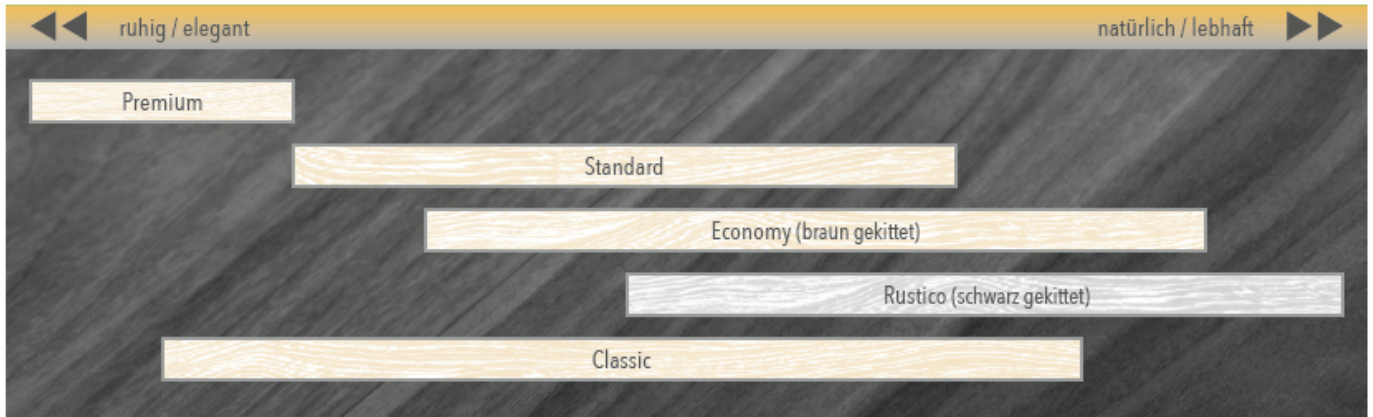 ruhig / elegant
natürlich / lebhaft
Premium
Standard
Economy (braun gekittet)
Rustico (schwarz gekittet)
Classic